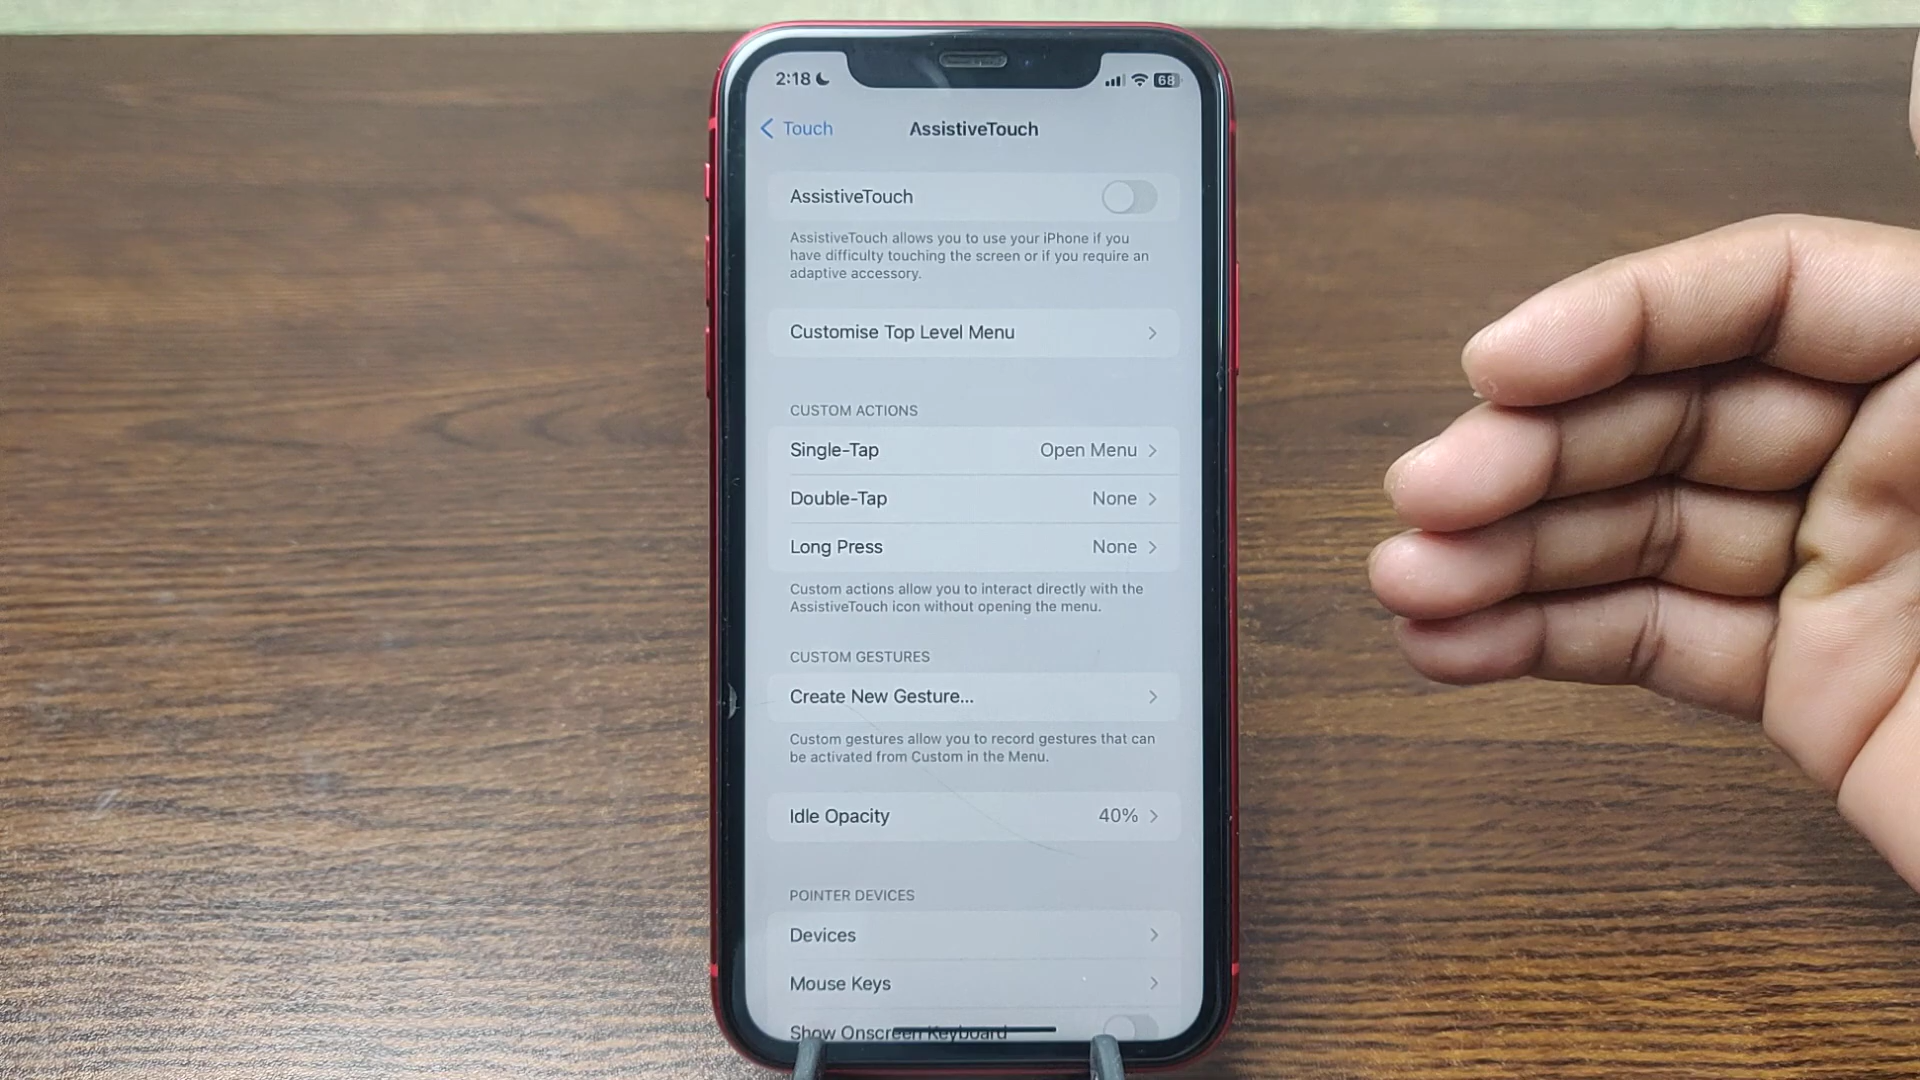 2:18
68
Touch
AssistiveTouch
AssistiveTouch
AssistiveTouch allows you to use your iPhone if you
have difficulty touching the screen or if you require an
adaptive accessory.
Customise Top Level Menu
CUSTOM ACTIONS
Single-Tap Open Menu
Double-Tap None
Long Press None
Custom actions allow you to interact directly with the
AssistiveTouch icon without opening the menu.
CUSTOM GESTURES
Create New Gesture...
Custom gestures allow you to record gestures that can
be activated from Custom in the Menu.
Idle Opacity 40%
POINTER DEVICES
Devices
Mouse Keys
Show Onscreen Keyboard